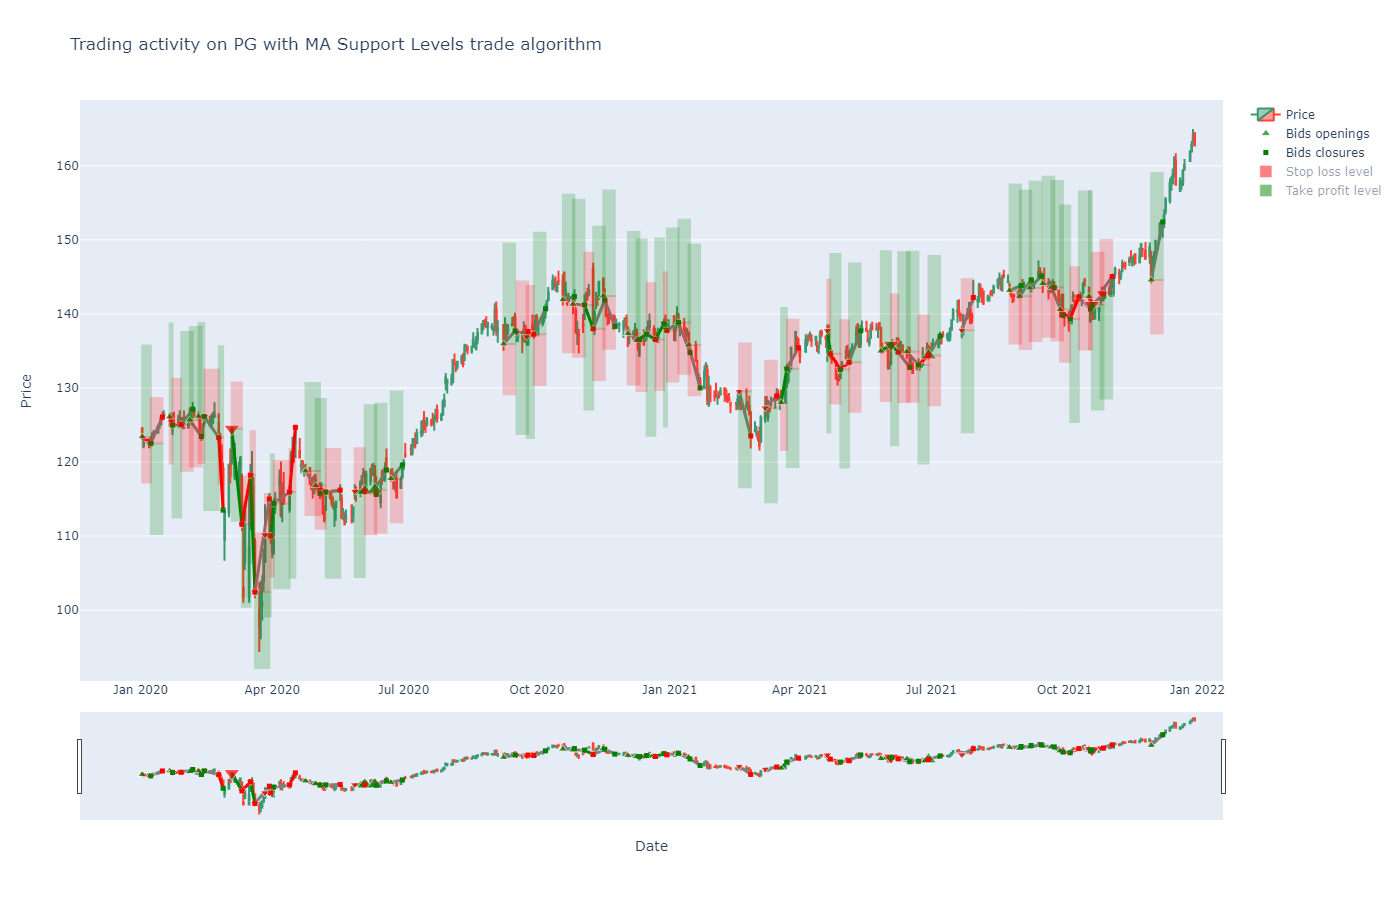 Trading activity on PG with MA Support Levels trade algorithm
Price
Bids openings
Bids closures
Stop loss level
Take profit level
160
150
140
130
120
110
100
Price
Jan 2020
Apr 2020
Jul 2020
Oct 2020
Jan 2021
Apr 2021
Jul 2021
Oct 2021
Jan 2022
Date